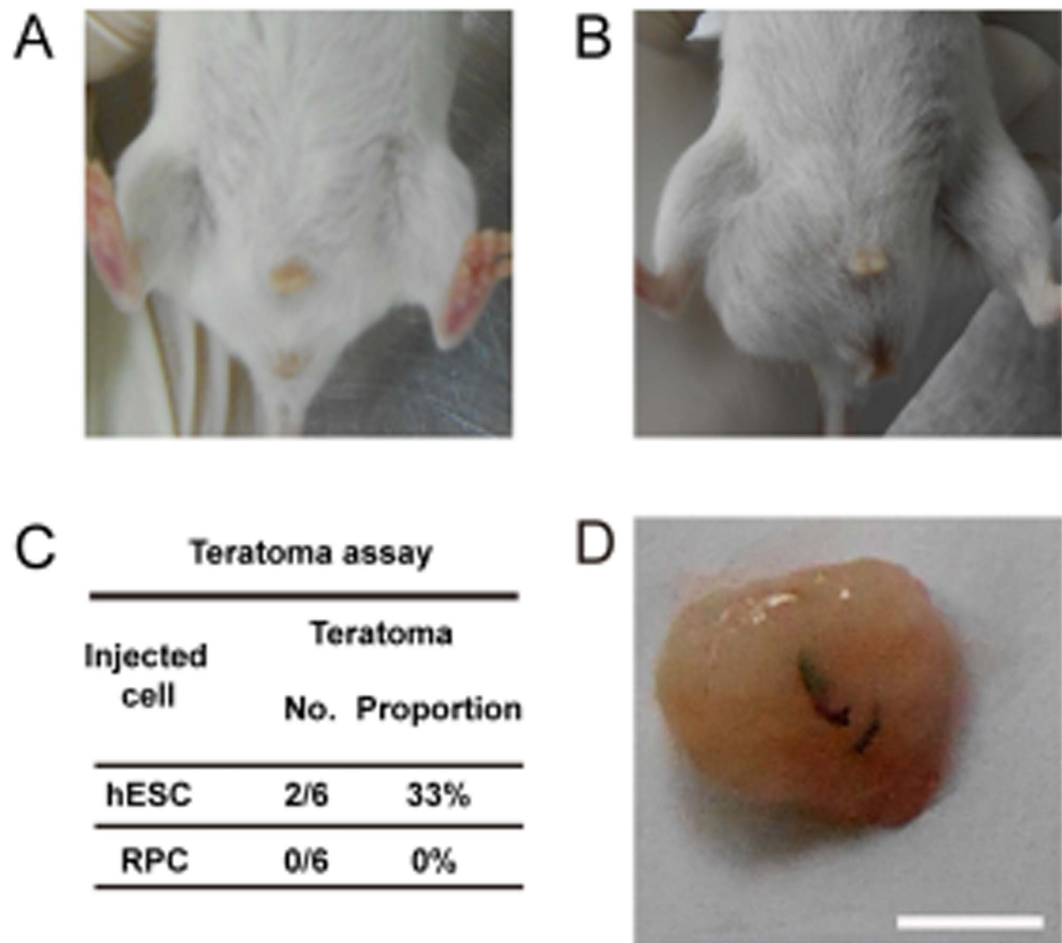 A
B
C
Teratoma assay
Injected
cell
Teratoma
No. Proportion
hESC 2/6 33%
RPC 0/6 0%
D